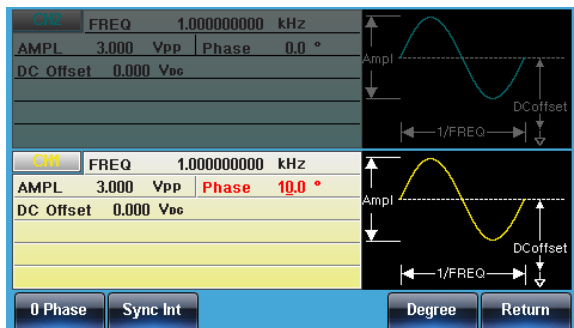 CH2 FREQ 1.000000000 kHz
AMPL 3.000 Vpp Phase 0.0 °
DC Offset 0.000 VDC
Ampl
DCoffset
1/FREQ
CH1 FREQ 1.000000000 kHz
AMPL 3.000 Vpp Phase 10.0 °
DC Offset 0.000 VDC
Ampl
DCoffset
1/FREQ
0 Phase Sync Int Degree Return